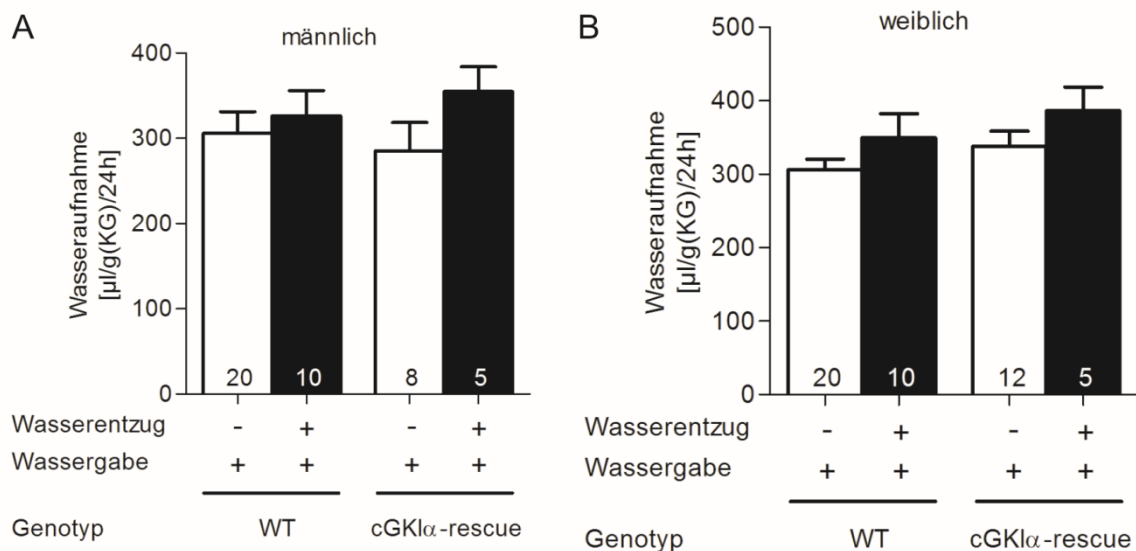 A
männlich
Wasseraufnahme
[µl/g(KG)/24h]
400
300
200
100
0
20 10 8 5
Wasserentzug - + - +
Wassergabe + + + +
Genotyp WT cGKIα-rescue
B
weiblich
Wasseraufnahme
[µl/g(KG)/24h]
500
400
300
200
100
0
20 10 12 5
Wasserentzug - + - +
Wassergabe + + + +
Genotyp WT cGKIα-rescue